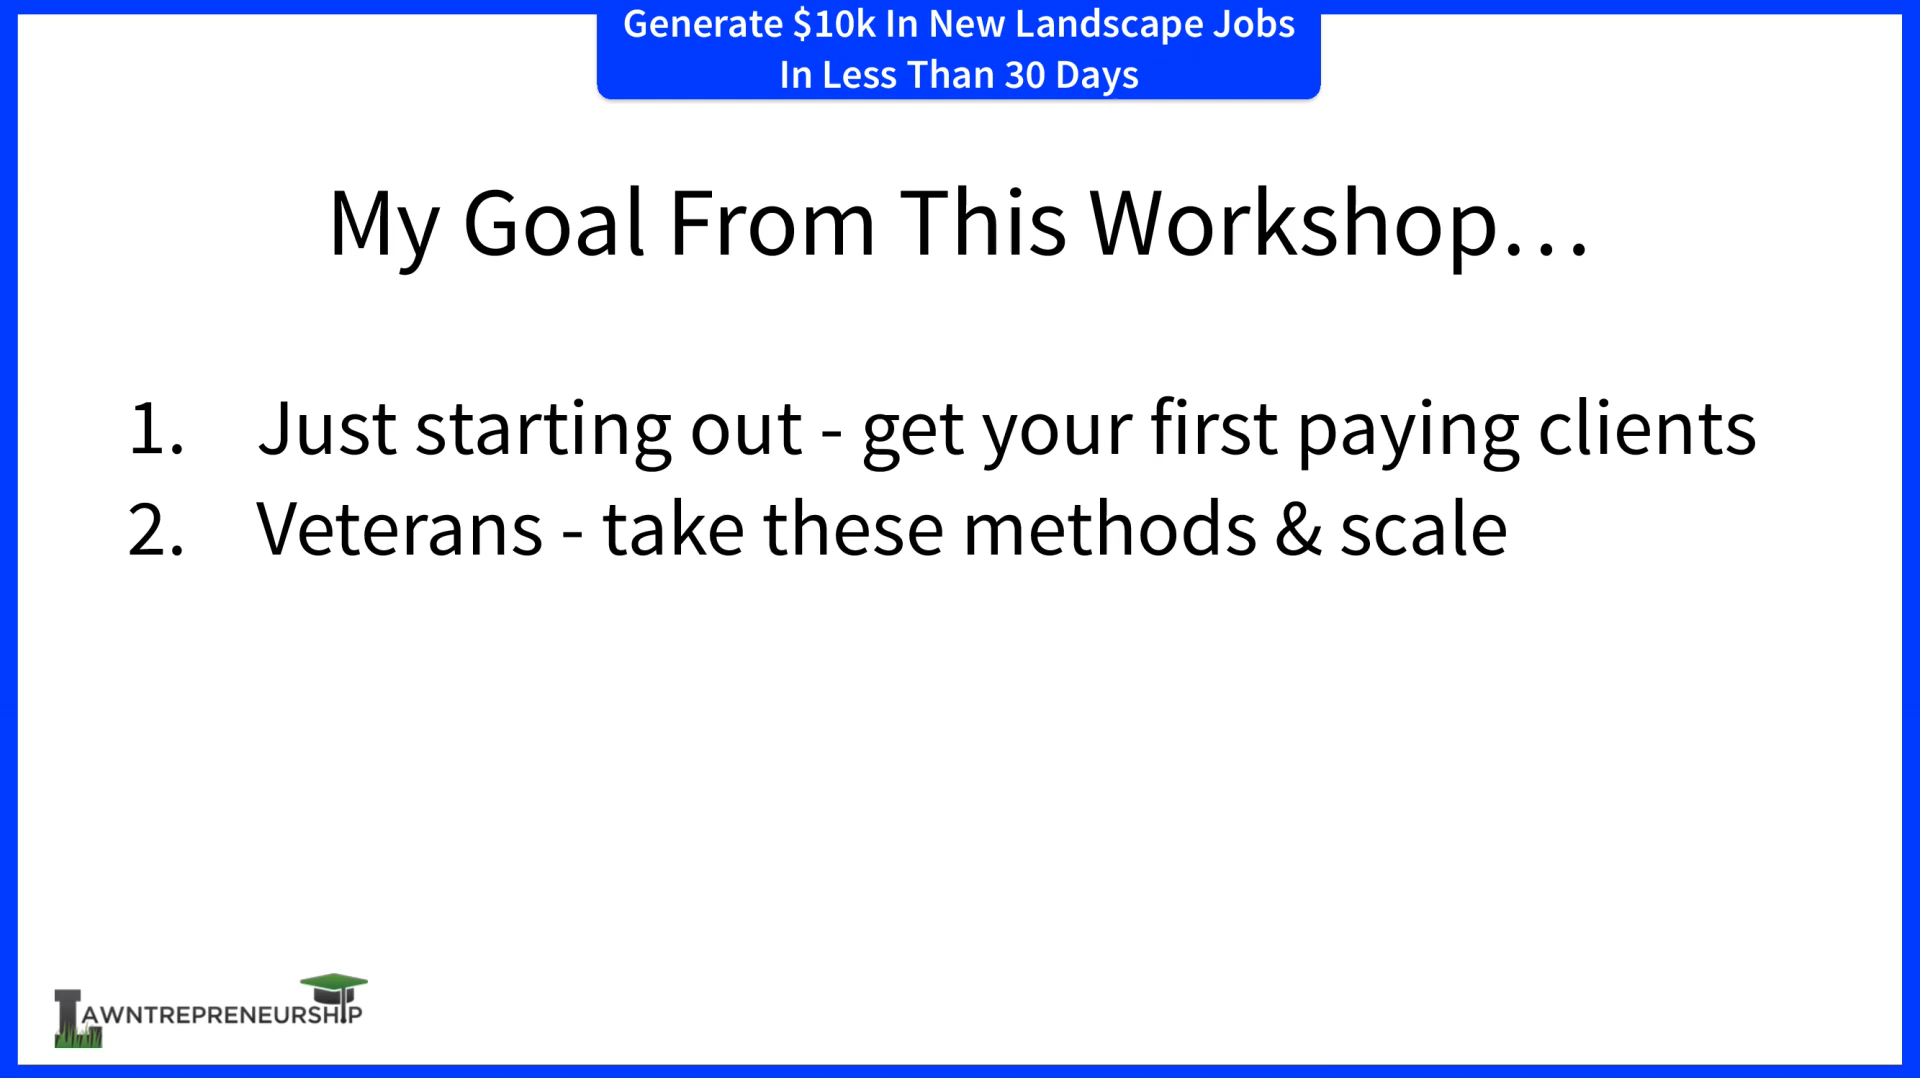 Generate $10k In New Landscape Jobs
In Less Than 30 Days
My Goal From This Workshop…
1. Just starting out - get your first paying clients
2. Veterans - take these methods & scale
LAWNTREPRENEURSHIP